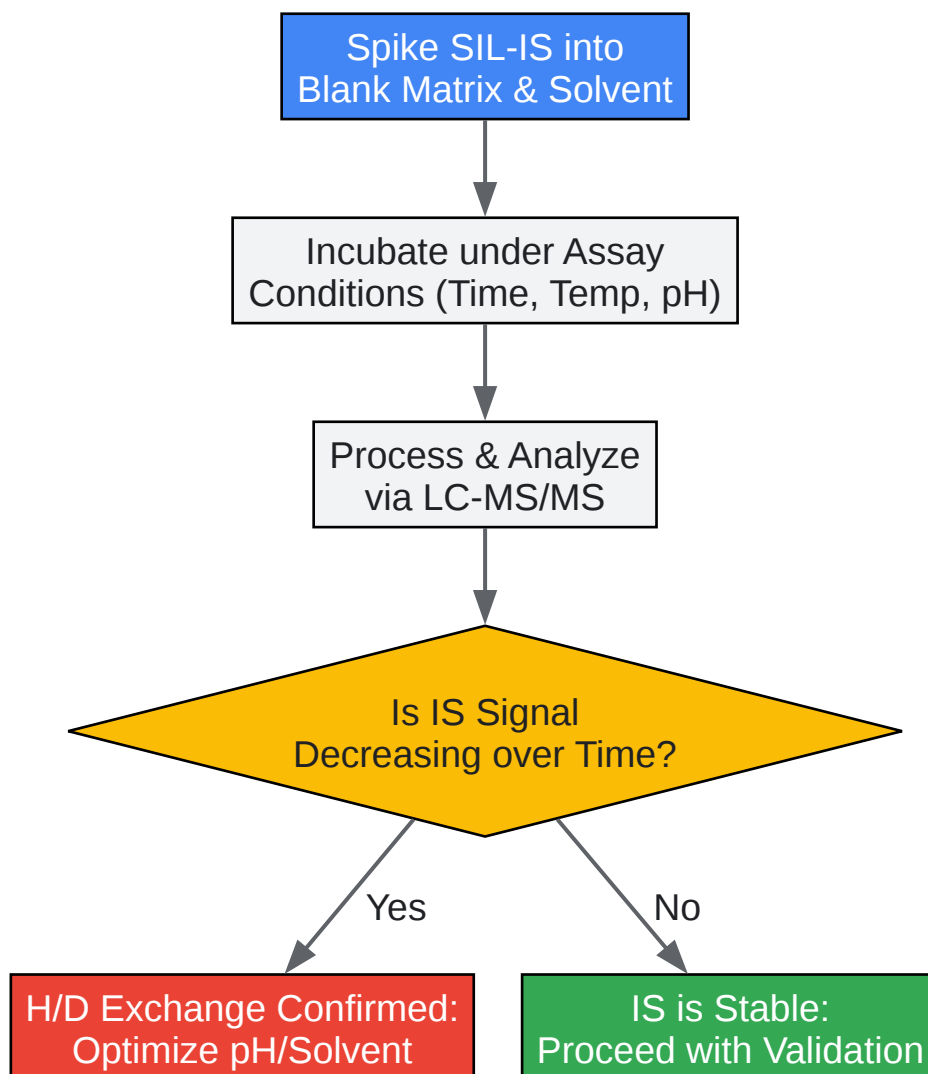 Spike SIL-IS into
Blank Matrix & Solvent
Incubate under Assay
Conditions (Time, Temp, pH)
Process & Analyze
via LC-MS/MS
Is IS Signal
Decreasing over Time?
Yes
No
H/D Exchange Confirmed:
Optimize pH/Solvent
IS is Stable:
Proceed with Validation